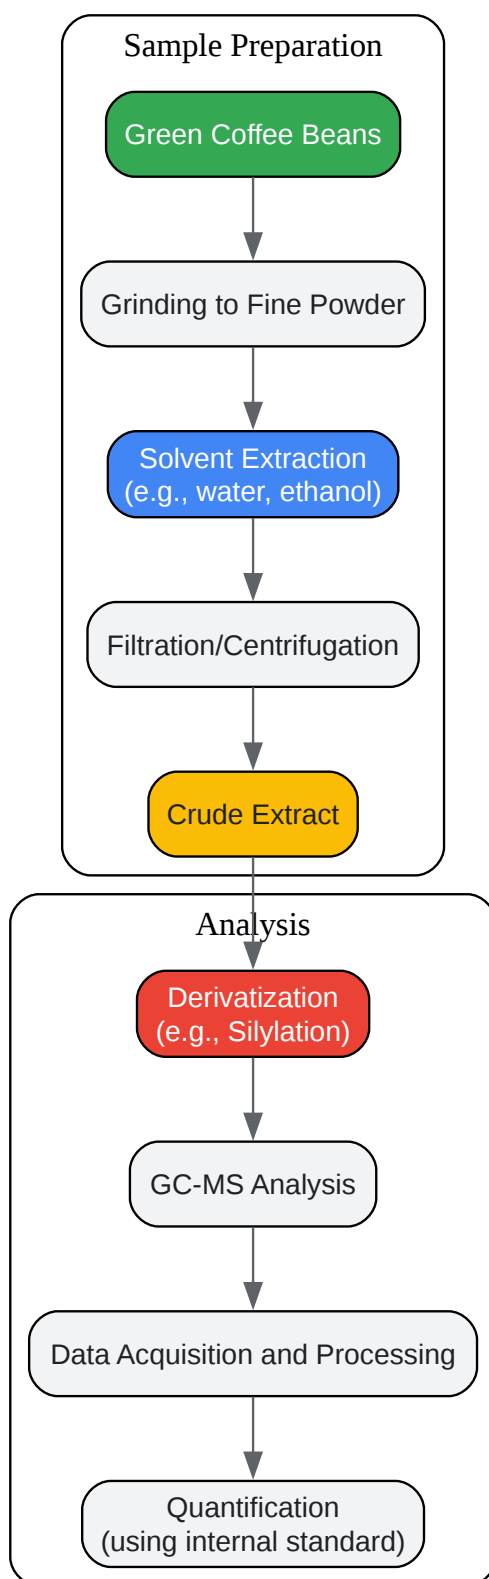 Sample Preparation
Green Coffee Beans
Grinding to Fine Powder
Solvent Extraction
(e.g., water, ethanol)
Filtration/Centrifugation
Crude Extract
Analysis
Derivatization
(e.g., Silylation)
GC-MS Analysis
Data Acquisition and Processing
Quantification
(using internal standard)